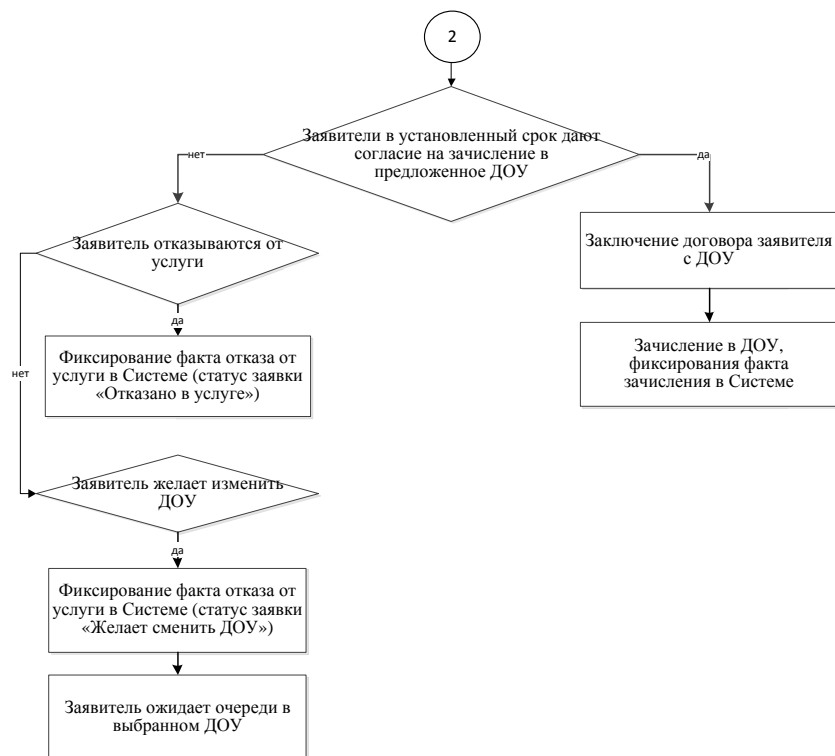 2
Заявители в установленный срок дают
согласие на зачисление в
предложенное ДОУ
нет
да
Заявитель отказываются от
услуги
Заключение договора заявителя
с ДОУ
да
нет
Фиксирование факта отказа от
услуги в Системе (статус заявки
«Отказано в услуге»)
Зачисление в ДОУ,
фиксирования факта
зачисления в Системе
Заявитель желает изменить
ДОУ
да
Фиксирование факта отказа от
услуги в Системе (статус заявки
«Желает сменить ДОУ»)
Заявитель ожидает очереди в
выбранном ДОУ